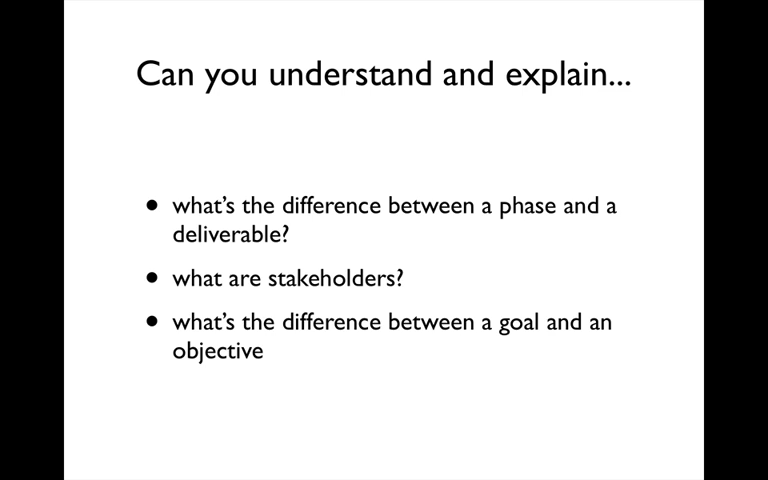 Can you understand and explain...
• what's the difference between a phase and a
deliverable?
• what are stakeholders?
• what's the difference between a goal and an
objective